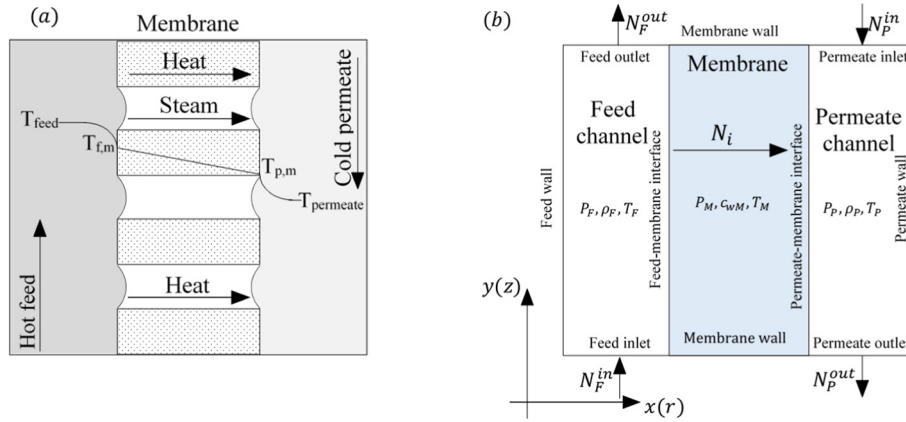 (a)
Membrane
Heat
Steam
T_feed
T_f,m
T_p,m
T_permeate
Cold permeate
Hot feed
Heat
(b)
N_F^out
N_P^in
Membrane wall
Feed outlet
Membrane
Permeate inlet
Feed channel
Permeate channel
N_i
Feed wall
Feed-membrane interface
Permeate-membrane interface
Permeate wall
P_F, ρ_F, T_F
P_M, c_wM, T_M
P_P, ρ_P, T_P
y(z)
Feed inlet
Membrane wall
Permeate outlet
N_F^in
N_P^out
x(r)